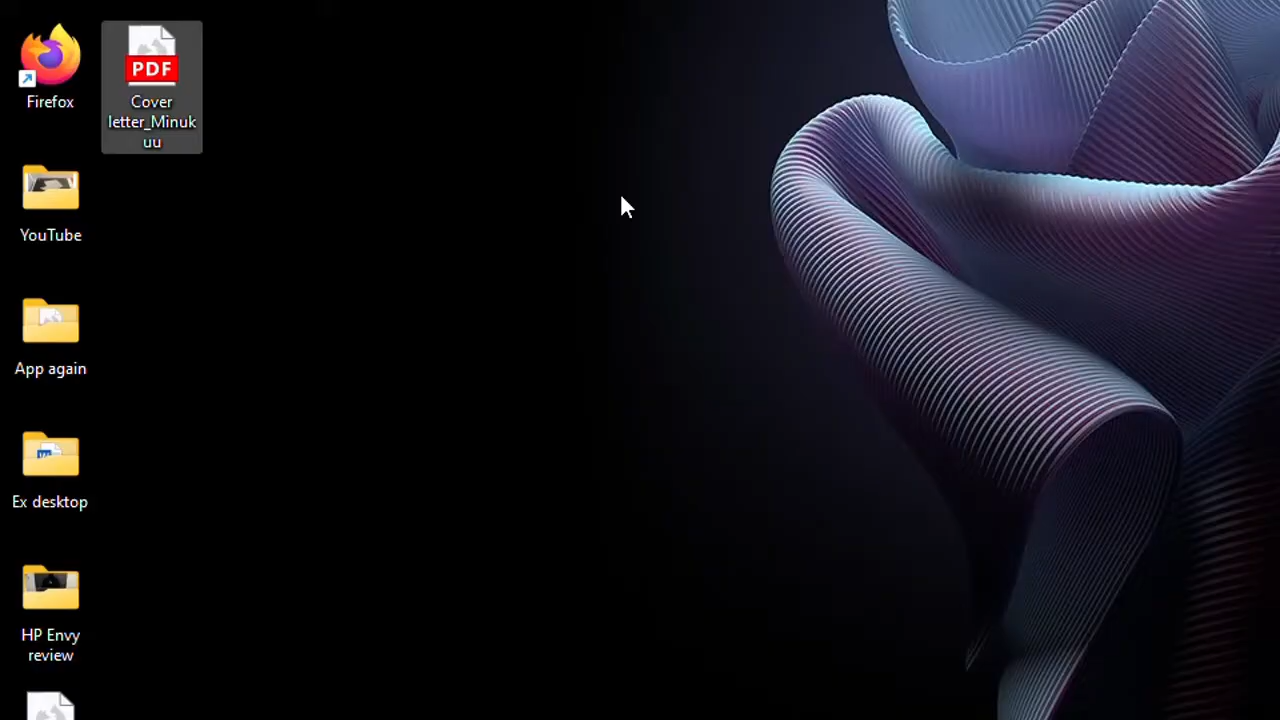 Firefox
PDF
Cover
letter_Minuk
uu
YouTube
App again
Ex desktop
HP Envy
review